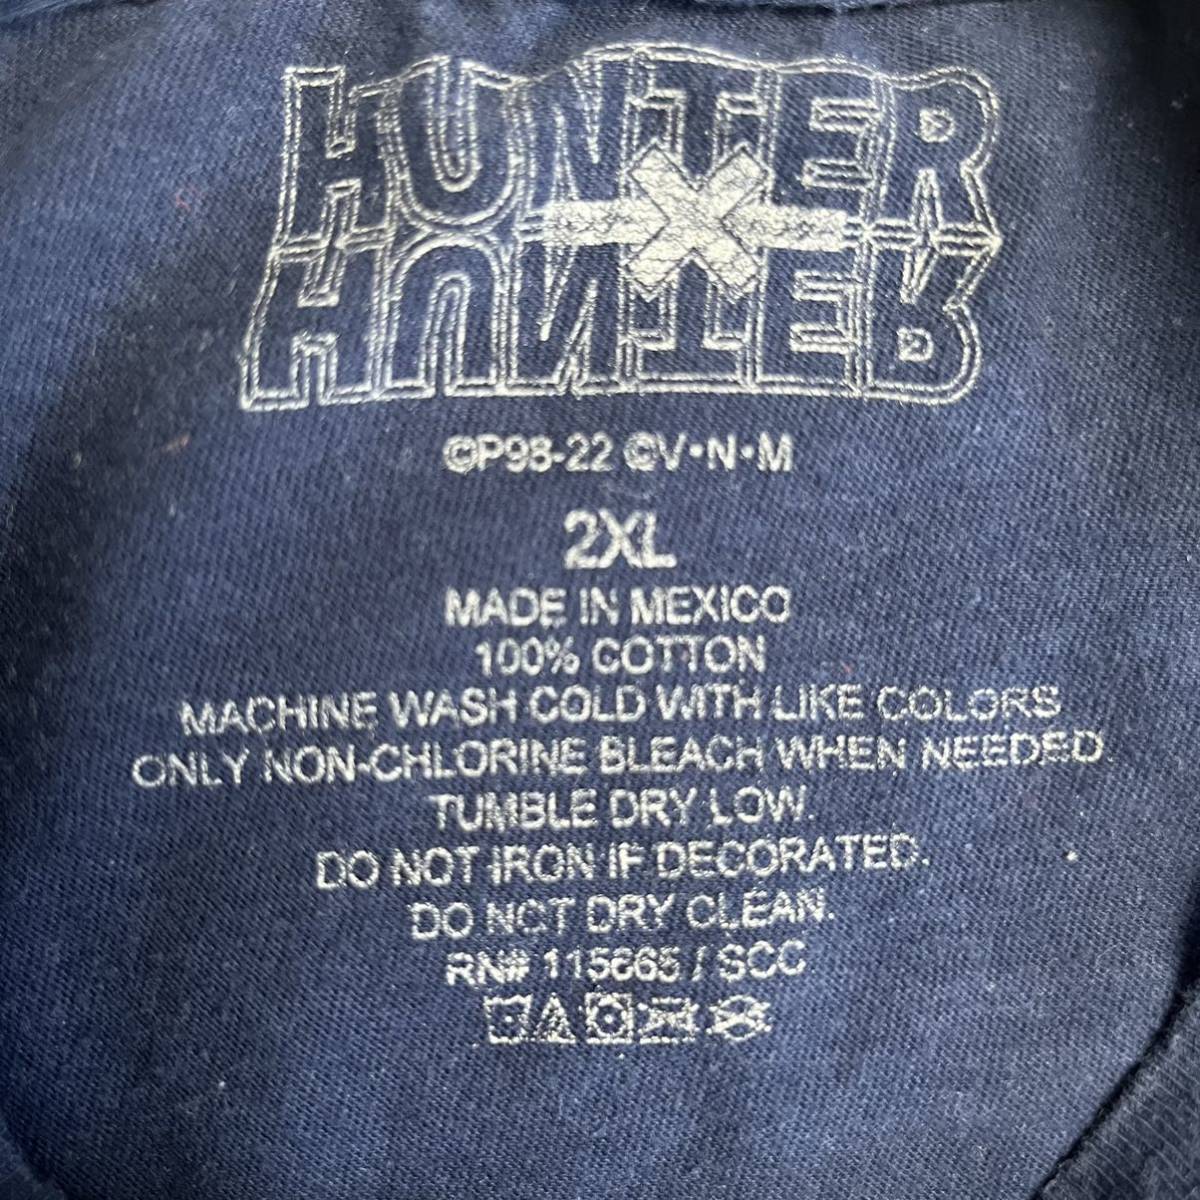 HUNTER
X
HUNTER
©P98-22 ©V•N•M
2XL
MADE IN MEXICO
100% COTTON
MACHINE WASH COLD WITH LIKE COLORS
ONLY NON-CHLORINE BLEACH WHEN NEEDED.
TUMBLE DRY LOW.
DO NOT IRON IF DECORATED.
DO NOT DRY CLEAN.
RN# 115665 / SCC